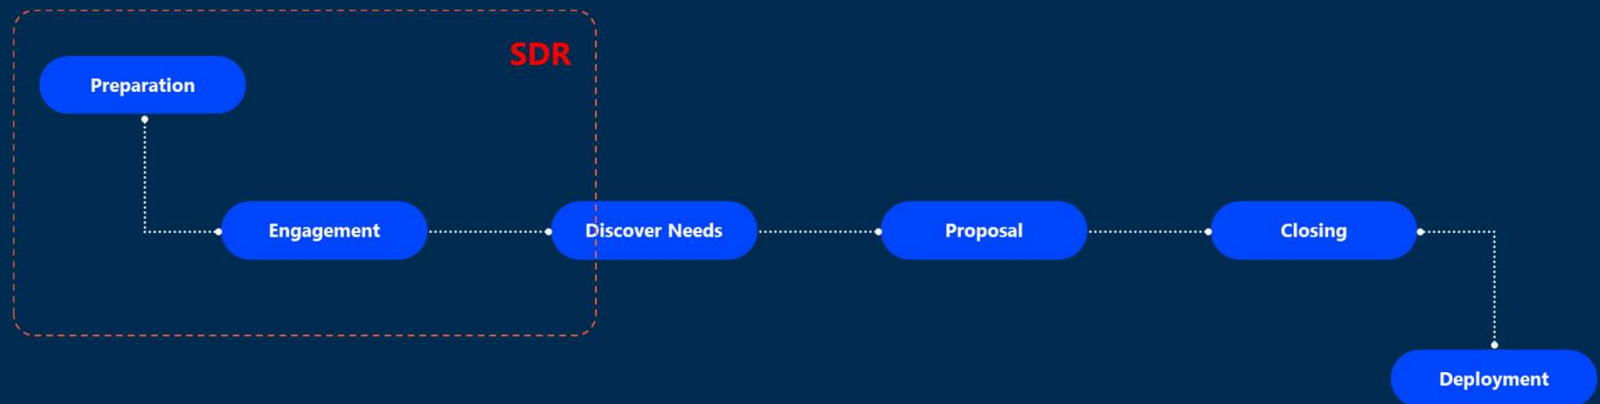 SDR
Preparation
Engagement
Discover Needs
Proposal
Closing
Deployment